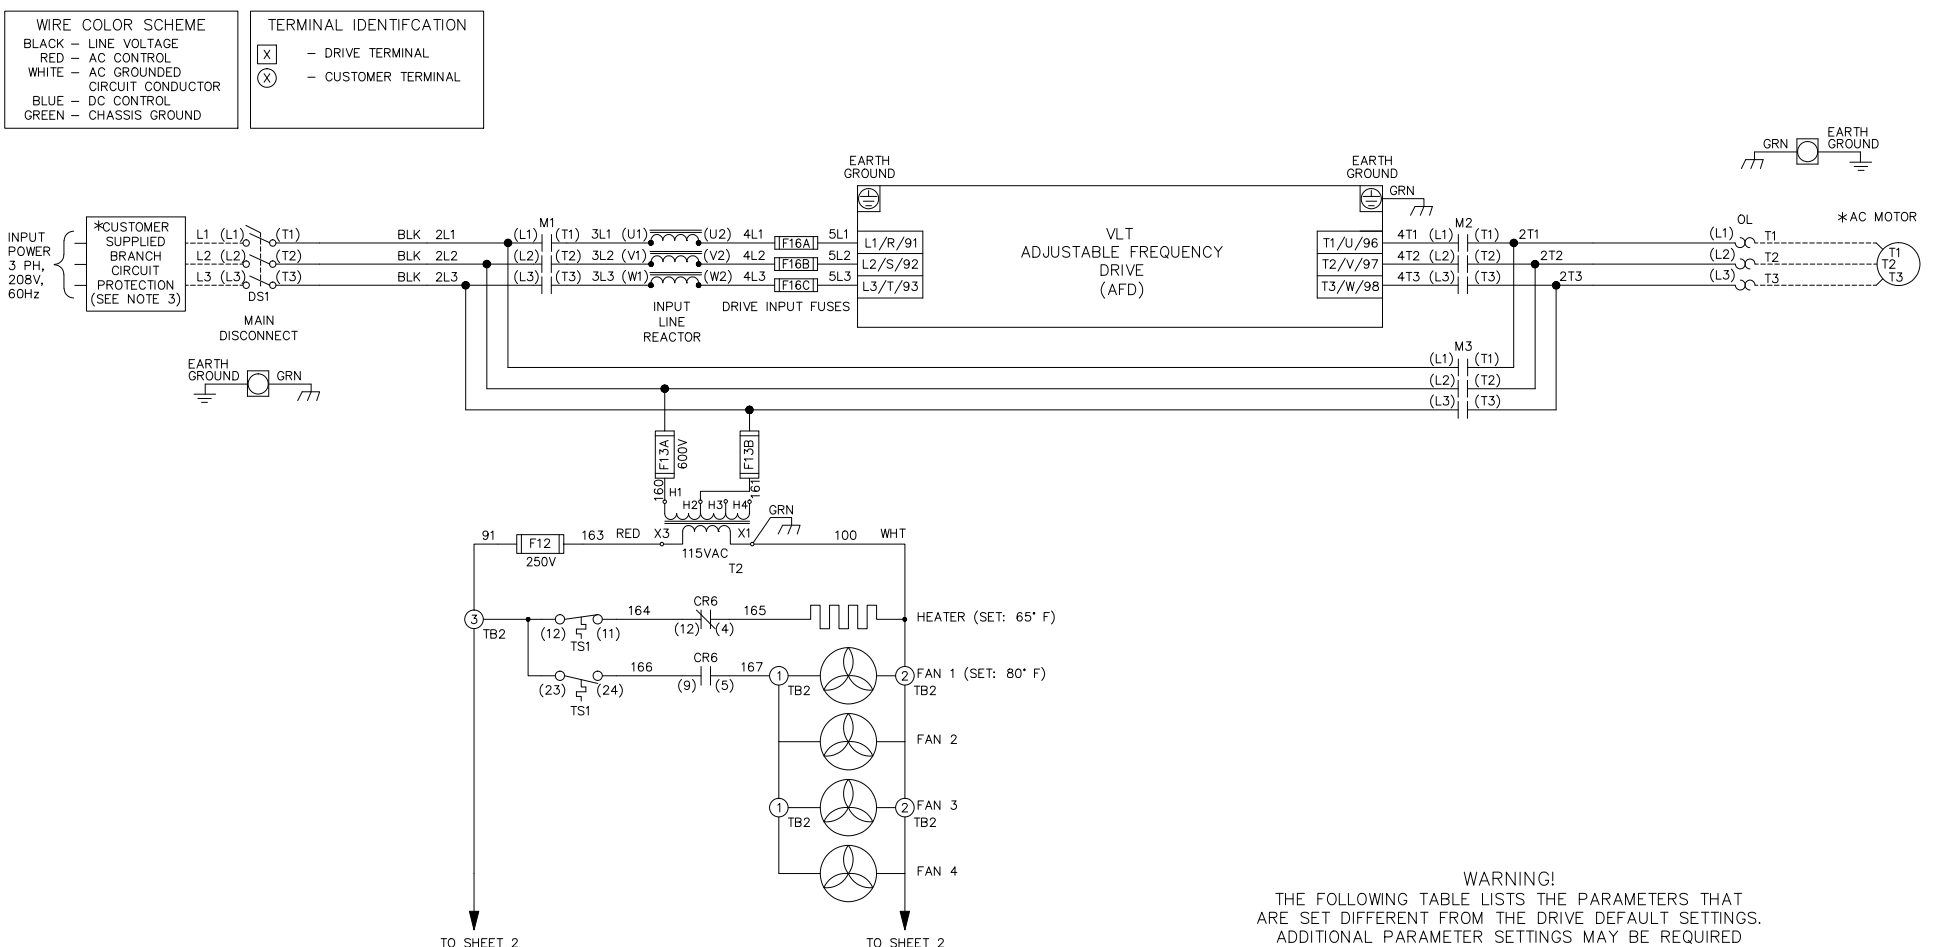 WIRE COLOR SCHEME
BLACK – LINE VOLTAGE
RED – AC CONTROL
WHITE – AC GROUNDED
CIRCUIT CONDUCTOR
BLUE – DC CONTROL
GREEN – CHASSIS GROUND
TERMINAL IDENTIFCATION
X – DRIVE TERMINAL
X – CUSTOMER TERMINAL
INPUT
POWER
3 PH,
208V,
60Hz
*CUSTOMER
SUPPLIED
BRANCH
CIRCUIT
PROTECTION
(SEE NOTE 3)
L1 (L1) (T1) BLK 2L1 (L1) M1 (T1) 3L1 (U1) (U2) 4L1 F16A 5L1 L1/R/91
L2 (L2) (T2) BLK 2L2 (L2) (T2) 3L2 (V1) (V2) 4L2 F16B 5L2 L2/S/92
L3 (L3) (T3) BLK 2L3 (L3) (T3) 3L3 (W1) (W2) 4L3 F16C 5L3 L3/T/93
DS1
MAIN
DISCONNECT
INPUT
LINE
REACTOR
DRIVE INPUT FUSES
EARTH
GROUND
GRN
EARTH
GROUND
VLT
ADJUSTABLE FREQUENCY
DRIVE
(AFD)
EARTH
GROUND
GRN
T1/U/96 4T1 (L1) M2 (T1) 2T1 (L1) OL T1
T2/V/97 4T2 (L2) (T2) 2T2 (L2) T2
T3/W/98 4T3 (L3) (T3) 2T3 (L3) T3
GRN
EARTH
GROUND
*AC MOTOR
T1
T2
T3
M3
(L1) (T1)
(L2) (T2)
(L3) (T3)
F13A
600V
F13B
160
H1
H2
H3
H4
161
GRN
91 F12 163 RED X3 X1 100 WHT
250V
115VAC
T2
3
TB2
(12) (11)
TS1
164
CR6
(12) (4)
165
HEATER (SET: 65° F)
(23) (24)
TS1
166
CR6
(9) (5)
167
1
TB2
2
TB2
FAN 1 (SET: 80° F)
FAN 2
1
TB2
2
TB2
FAN 3
FAN 4
TO SHEET 2
TO SHEET 2
WARNING!
THE FOLLOWING TABLE LISTS THE PARAMETERS THAT
ARE SET DIFFERENT FROM THE DRIVE DEFAULT SETTINGS.
ADDITIONAL PARAMETER SETTINGS MAY BE REQUIRED